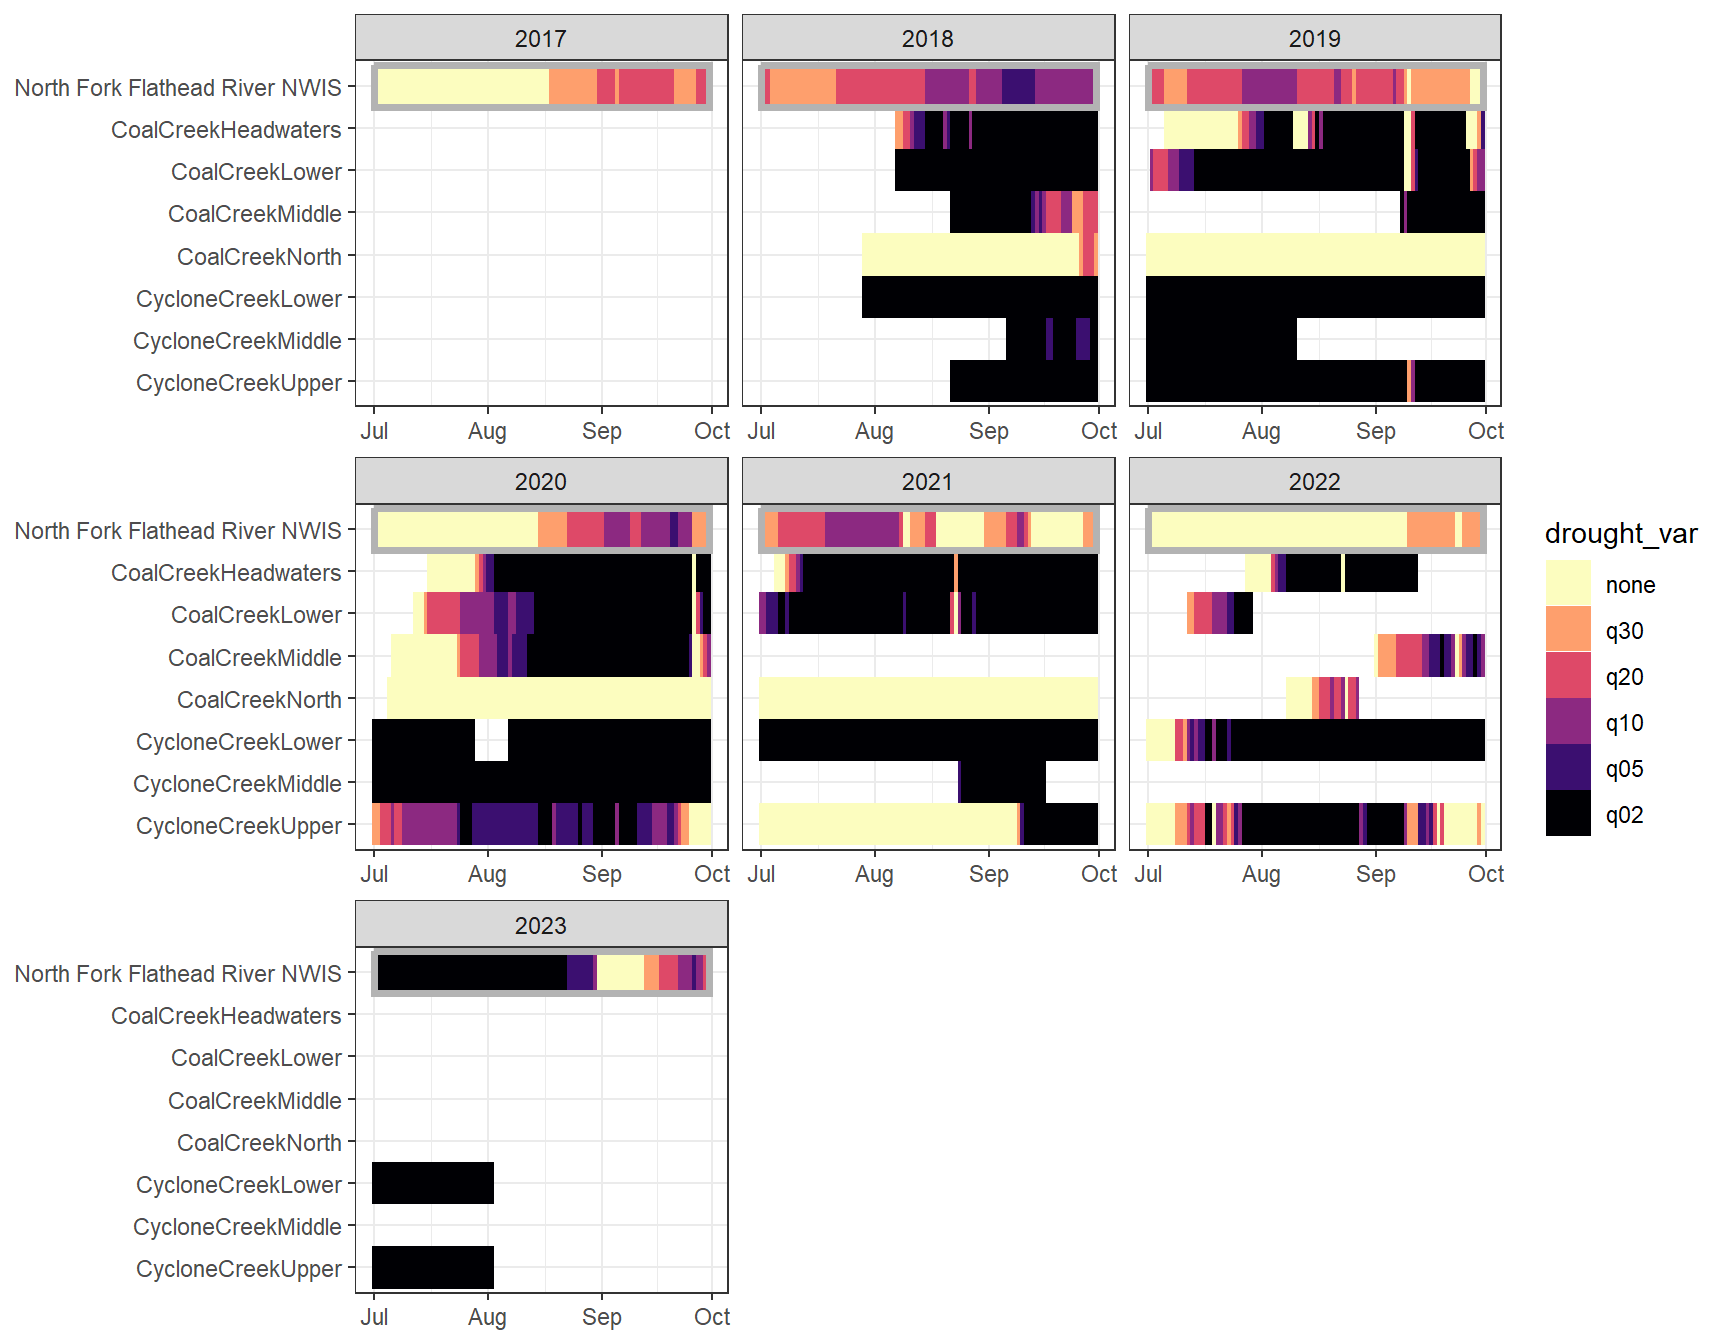 2017 2018 2019
North Fork Flathead River NWIS
CoalCreekHeadwaters
CoalCreekLower
CoalCreekMiddle
CoalCreekNorth
CycloneCreekLower
CycloneCreekMiddle
CycloneCreekUpper
Jul Aug Sep Oct Jul Aug Sep Oct Jul Aug Sep Oct
2020 2021 2022
North Fork Flathead River NWIS
CoalCreekHeadwaters
CoalCreekLower
CoalCreekMiddle
CoalCreekNorth
CycloneCreekLower
CycloneCreekMiddle
CycloneCreekUpper
Jul Aug Sep Oct Jul Aug Sep Oct Jul Aug Sep Oct
drought_var
none
q30
q20
q10
q05
q02
2023
North Fork Flathead River NWIS
CoalCreekHeadwaters
CoalCreekLower
CoalCreekMiddle
CoalCreekNorth
CycloneCreekLower
CycloneCreekMiddle
CycloneCreekUpper
Jul Aug Sep Oct